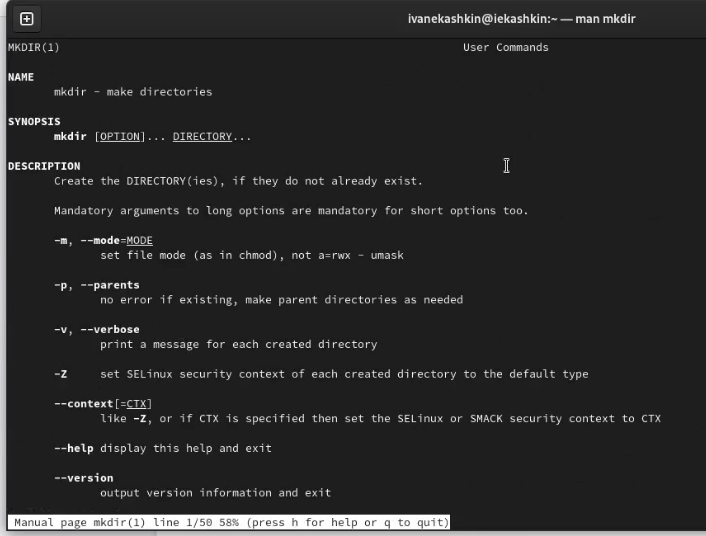 ivanekashkin@iekashkin:~ — man mkdir
MKDIR(1) User Commands
NAME
mkdir - make directories
SYNOPSIS
mkdir [OPTION]... DIRECTORY...
DESCRIPTION
Create the DIRECTORY(ies), if they do not already exist.
Mandatory arguments to long options are mandatory for short options too.
-m, --mode=MODE
set file mode (as in chmod), not a=rwx - umask
-p, --parents
no error if existing, make parent directories as needed
-v, --verbose
print a message for each created directory
-Z set SELinux security context of each created directory to the default type
--context[=CTX]
like -Z, or if CTX is specified then set the SELinux or SMACK security context to CTX
--help display this help and exit
--version
output version information and exit
Manual page mkdir(1) line 1/50 58% (press h for help or q to quit)